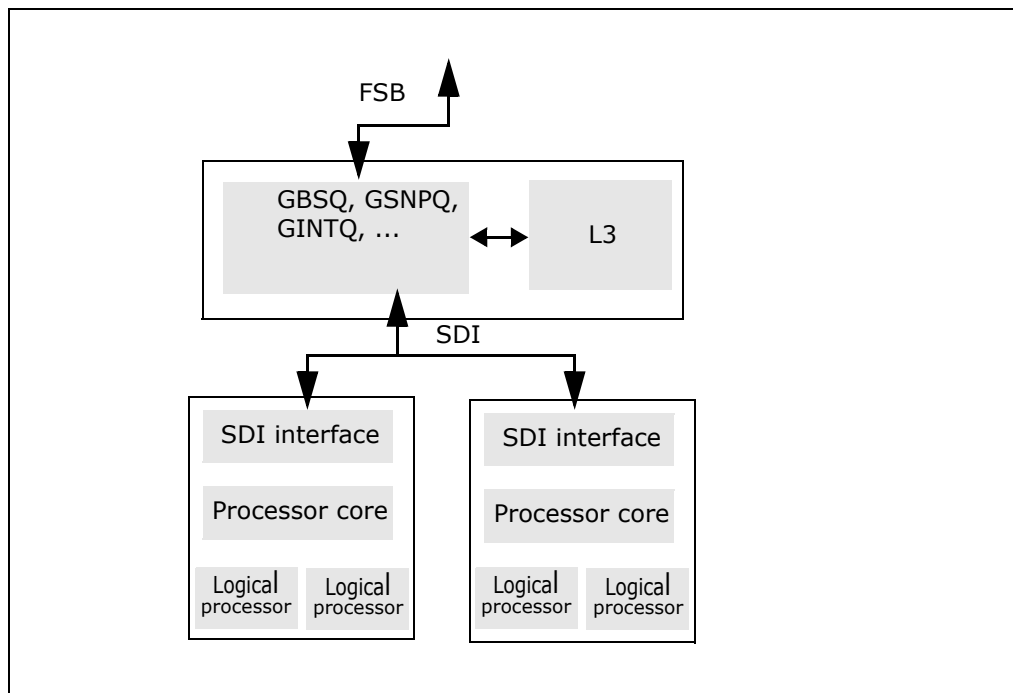 FSB
GBSQ, GSNPQ,
GINTQ, ...
L3
SDI
SDI interface
Processor core
Logical
processor
Logical
processor
SDI interface
Processor core
Logical
processor
Logical
processor